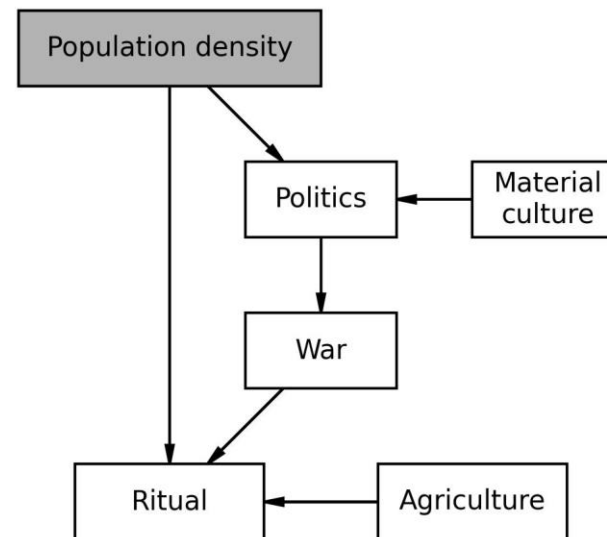 Population density
Politics
Material
culture
War
Ritual
Agriculture